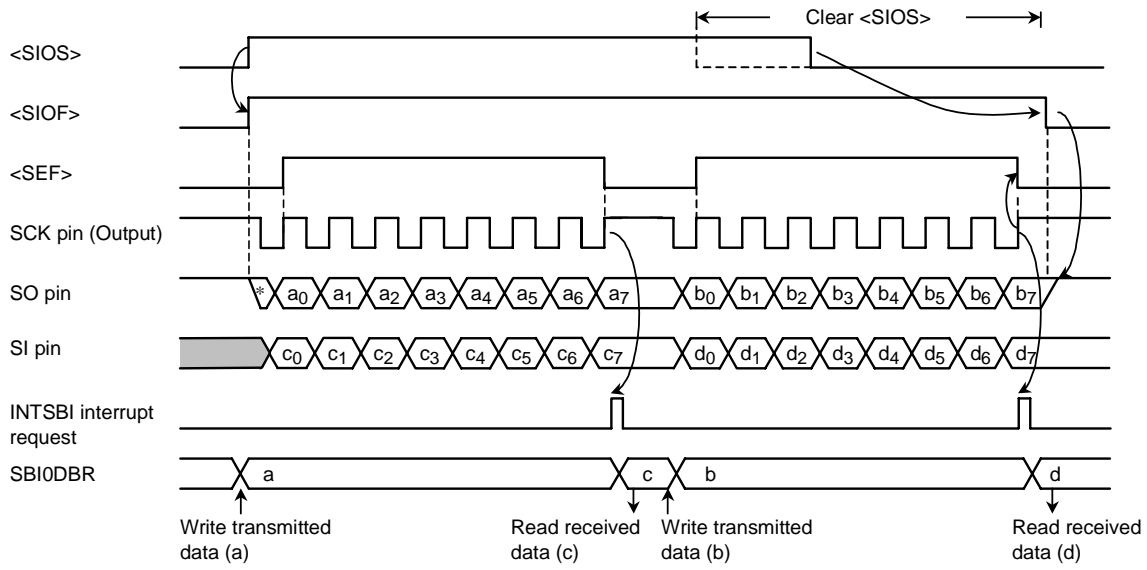 Clear <SIOS>
<SIOS>
<SIOF>
<SEF>
SCK pin (Output)
SO pin * a0 a1 a2 a3 a4 a5 a6 a7 b0 b1 b2 b3 b4 b5 b6 b7
SI pin c0 c1 c2 c3 c4 c5 c6 c7 d0 d1 d2 d3 d4 d5 d6 d7
INTSBI interrupt
request
SBI0DBR a c b d
Write transmitted
data (a)
Read received
data (c)
Write transmitted
data (b)
Read received
data (d)